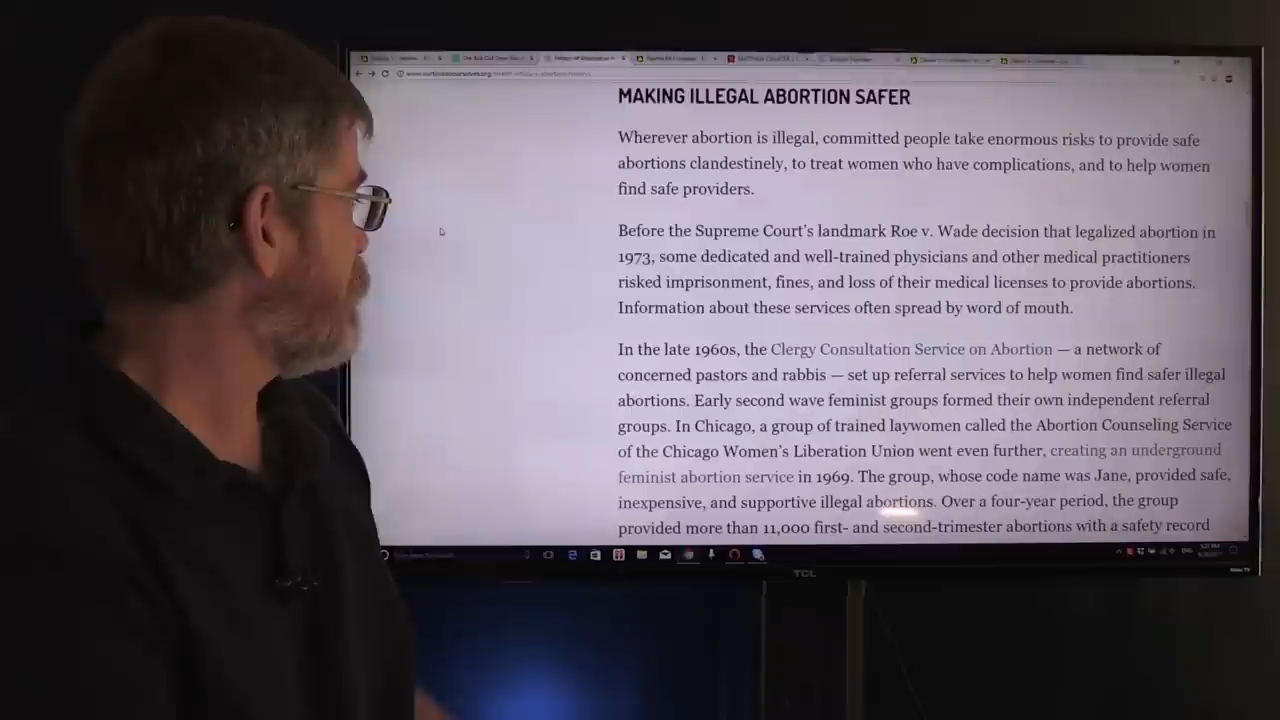 MAKING ILLEGAL ABORTION SAFER
Wherever abortion is illegal, committed people take enormous risks to provide safe
abortions clandestinely, to treat women who have complications, and to help women
find safe providers.
Before the Supreme Court's landmark Roe v. Wade decision that legalized abortion in
1973, some dedicated and well-trained physicians and other medical practitioners
risked imprisonment, fines, and loss of their medical licenses to provide abortions.
Information about these services often spread by word of mouth.
In the late 1960s, the Clergy Consultation Service on Abortion — a network of
concerned pastors and rabbis — set up referral services to help women find safer illegal
abortions. Early second wave feminist groups formed their own independent referral
groups. In Chicago, a group of trained laywomen called the Abortion Counseling Service
of the Chicago Women's Liberation Union went even further, creating an underground
feminist abortion service in 1969. The group, whose code name was Jane, provided safe,
inexpensive, and supportive illegal abortions. Over a four-year period, the group
provided more than 11,000 first- and second-trimester abortions with a safety record
TCL